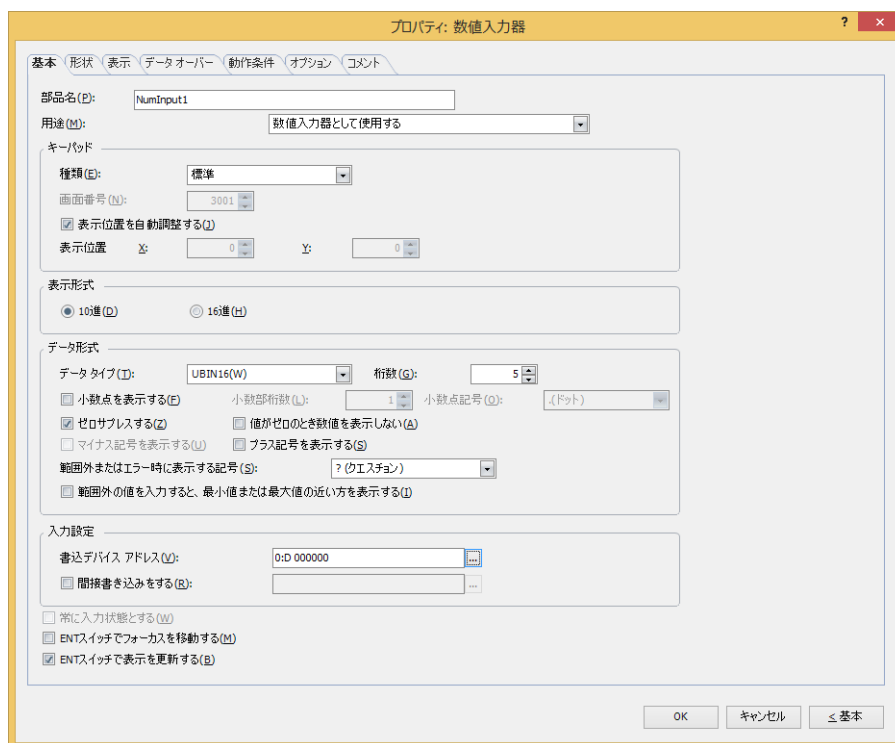 プロパティ: 数値入力器 ? ×
基本 形状 表示 データ オーバー 動作条件 オプション コメント
部品名(P): NumInput1
用途(M): 数値入力器として使用する
キーパッド
種類(E): 標準
画面番号(N): 3001
表示位置を自動調整する(J)
表示位置 X: 0 Y: 0
表示形式
10進(D) 16進(H)
データ形式
データ タイプ(T): UBIN16(W) 桁数(G): 5
小数点を表示する(F) 小数部桁数(L): 1 小数点記号(O): .(ドット)
ゼロサプレスする(Z) 値がゼロのとき数値を表示しない(A)
マイナス記号を表示する(U) プラス記号を表示する(S)
範囲外またはエラー時に表示する記号(S): ? (クエスチョン)
範囲外の値を入力すると、最小値または最大値の近い方を表示する(I)
入力設定
書込デバイス アドレス(V): 0:D 000000 ...
間接書き込みをする(R): ...
常に入力状態とする(W)
ENTスイッチでフォーカスを移動する(M)
ENTスイッチで表示を更新する(B)
OK キャンセル < 基本